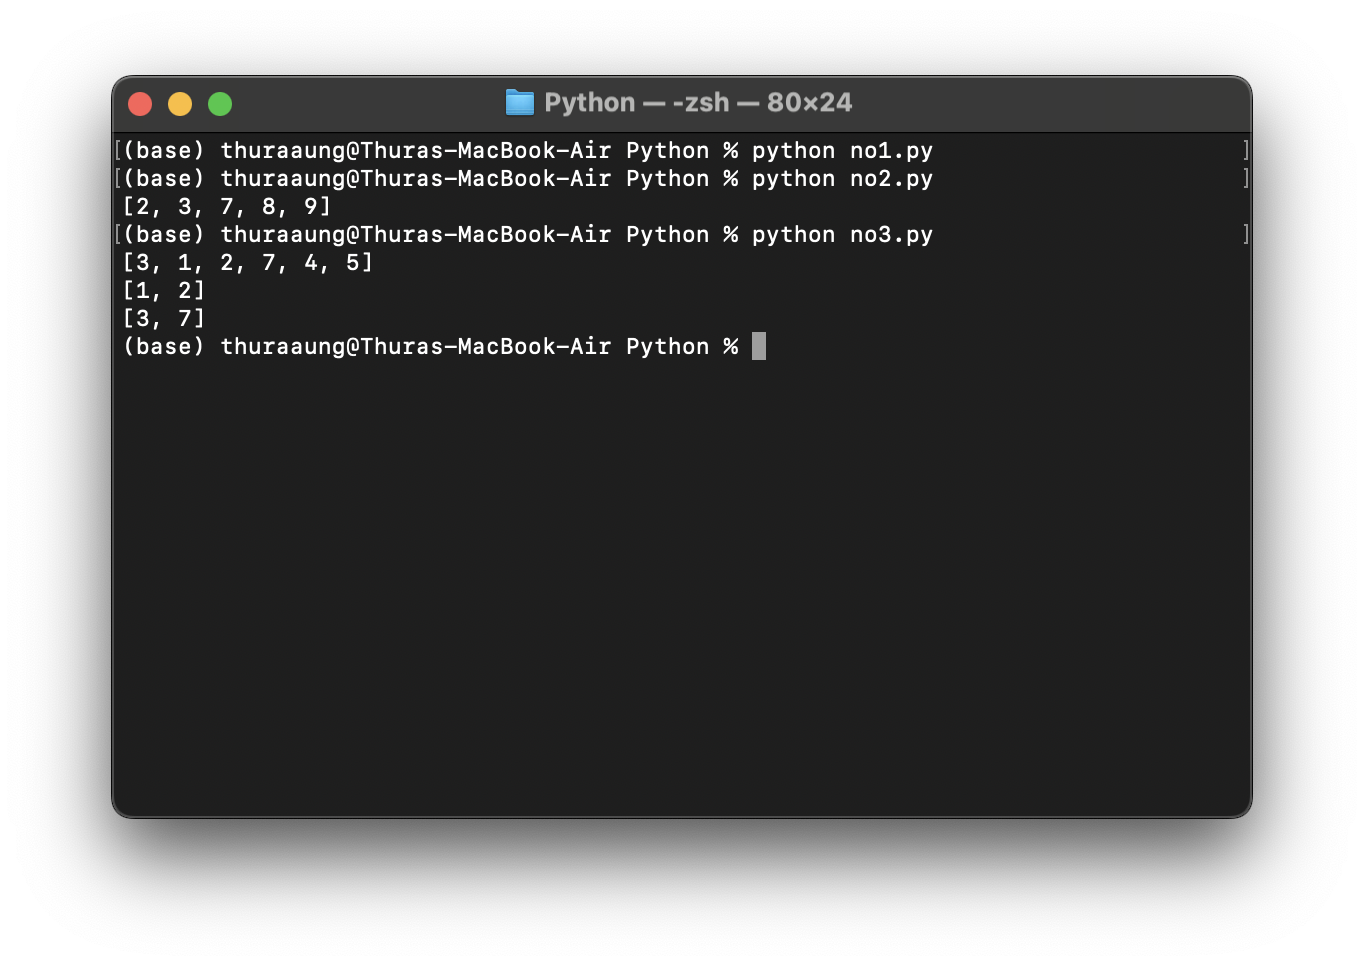 Python — -zsh — 80×24
[(base) thuraaung@Thuras-MacBook-Air Python % python no1.py ]
[(base) thuraaung@Thuras-MacBook-Air Python % python no2.py ]
[2, 3, 7, 8, 9]
[(base) thuraaung@Thuras-MacBook-Air Python % python no3.py ]
[3, 1, 2, 7, 4, 5]
[1, 2]
[3, 7]
(base) thuraaung@Thuras-MacBook-Air Python %